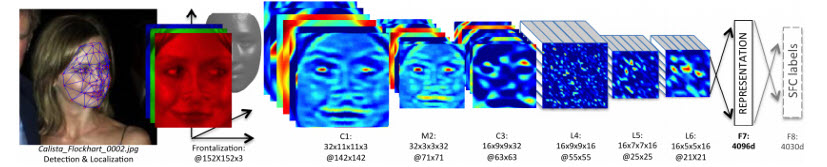 Calista_Flockhart_0002.jpg
Detection & Localization
Frontalization:
@152X152x3
C1:
32x11x11x3
@142x142
M2:
32x3x3x32
@71x71
C3:
16x9x9x32
@63x63
L4:
16x9x9x16
@55x55
L5:
16x7x7x16
@25x25
L6:
16x5x5x16
@21X21
REPRESENTATION
F7:
4096d
SFC labels
F8:
4030d